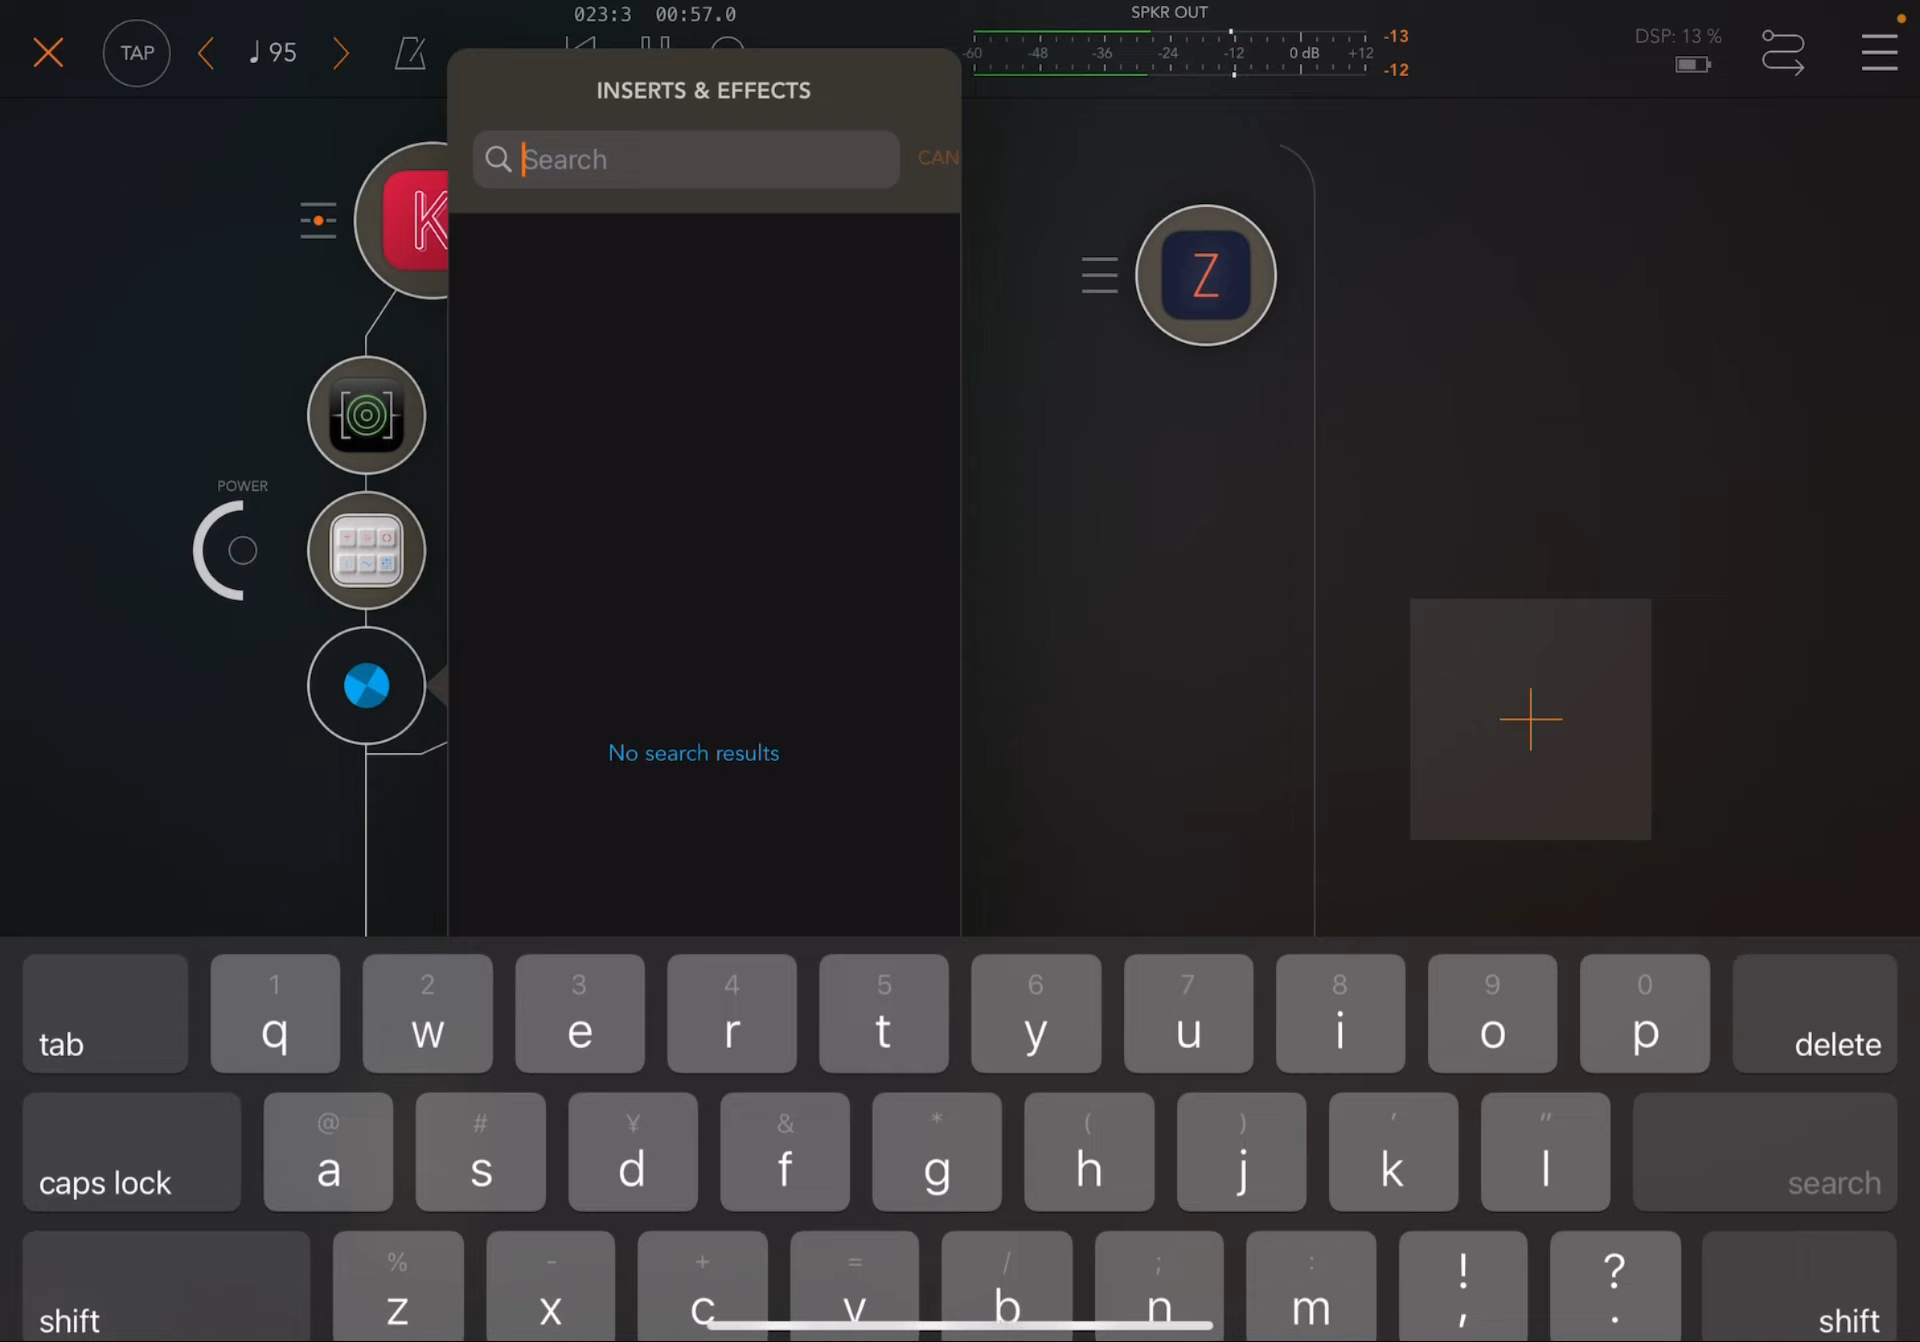 023:3 00:57.0
SPKR OUT
TAP
95
-60 -48 -36 -24 -12 0 dB +12
-13
-12
DSP: 13 %
INSERTS & EFFECTS
Search
CAN
K
Z
POWER
No search results
1 2 3 4 5 6 7 8 9 0
tab q w e r t y u i o p delete
@ # ¥ & * ( ) ' "
caps lock a s d f g h j k l search
% - + = / ; : ! ?
shift z x c v b n m , . shift